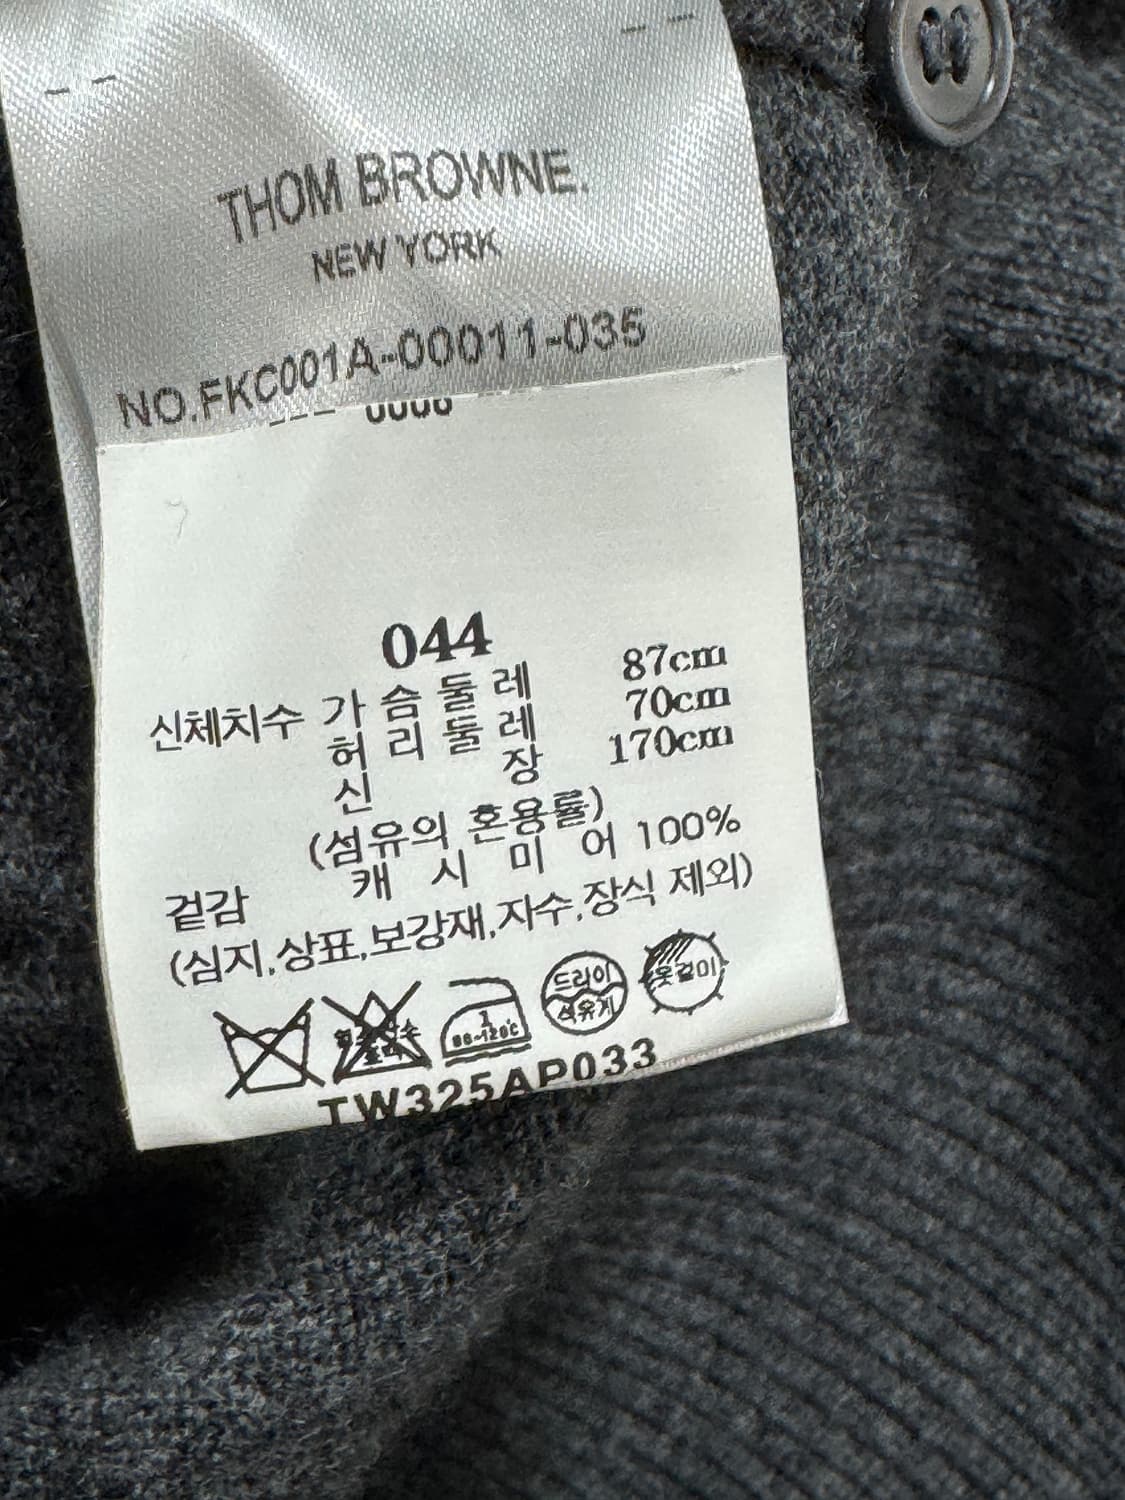 THOM BROWNE.
NEW YORK
NO.FKC001A-00011-035
044
신체치수 가 슴 둘 레 87cm
허 리 둘 레 70cm
신 장 170cm
(섬유의 혼용률)
겉감 캐 시 미 어 100%
(심지,상표,보강재,자수,장식 제외)
드라이
석유계
옷걸이
TW325AP033